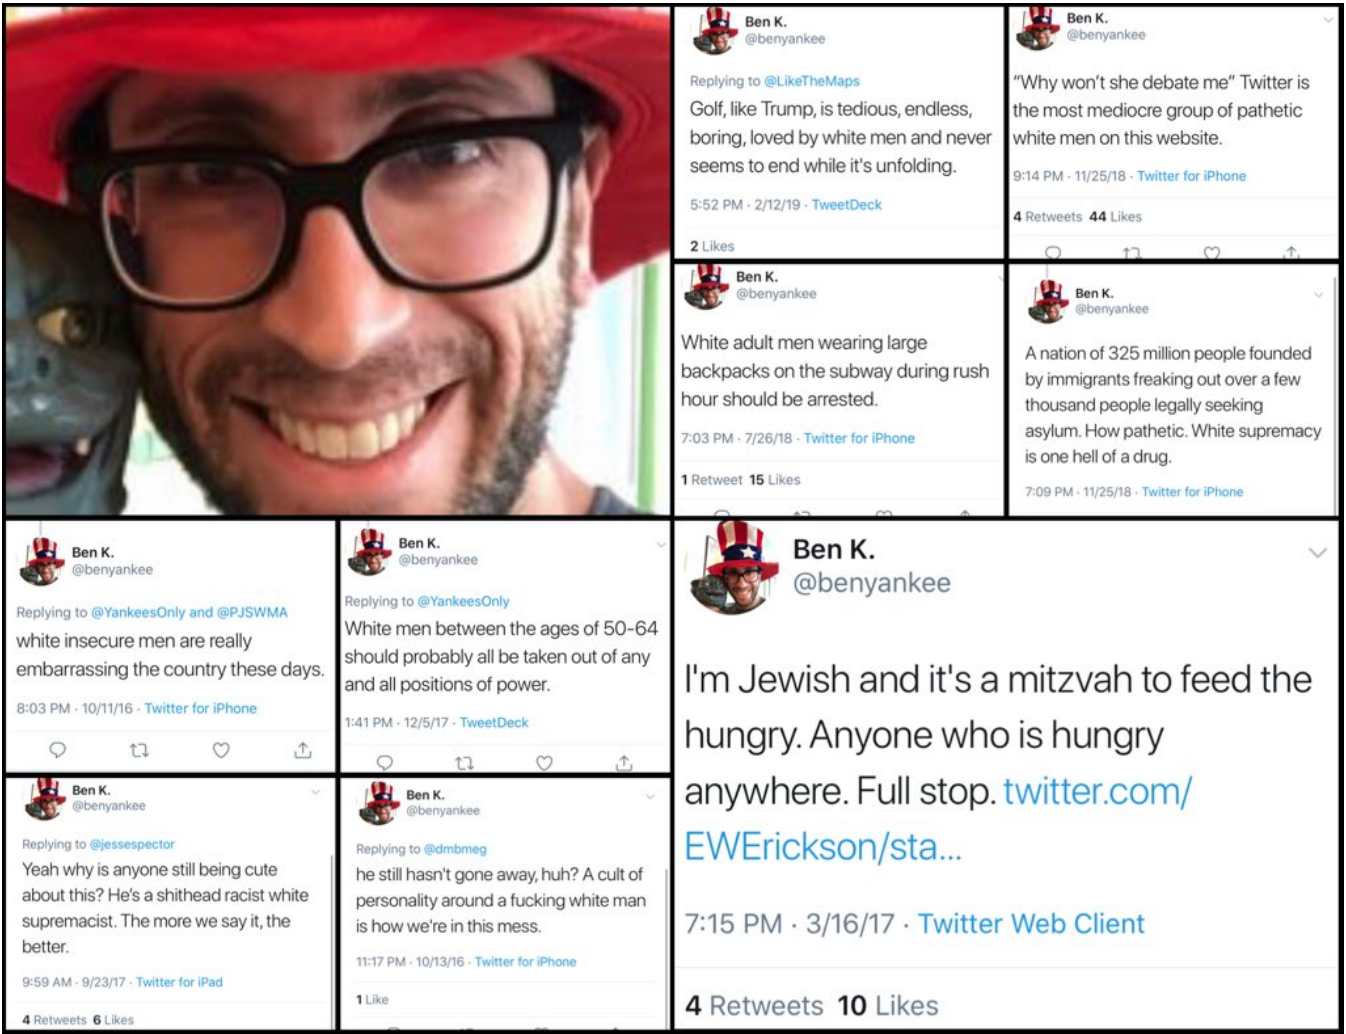 Ben K.
@benyankee
Replying to @LikeTheMaps
Golf, like Trump, is tedious, endless,
boring, loved by white men and never
seems to end while it's unfolding.
5:52 PM · 2/12/19 · TweetDeck
2 Likes
Ben K.
@benyankee
“Why won’t she debate me” Twitter is
the most mediocre group of pathetic
white men on this website.
9:14 PM · 11/25/18 · Twitter for iPhone
4 Retweets 44 Likes
Ben K.
@benyankee
White adult men wearing large
backpacks on the subway during rush
hour should be arrested.
7:03 PM · 7/26/18 · Twitter for iPhone
1 Retweet 15 Likes
Ben K.
@benyankee
A nation of 325 million people founded
by immigrants freaking out over a few
thousand people legally seeking
asylum. How pathetic. White supremacy
is one hell of a drug.
7:09 PM · 11/25/18 · Twitter for iPhone
Ben K.
@benyankee
Replying to @YankeesOnly and @PJSWMA
white insecure men are really
embarrassing the country these days.
8:03 PM · 10/11/16 · Twitter for iPhone
Ben K.
@benyankee
Replying to @YankeesOnly
White men between the ages of 50-64
should probably all be taken out of any
and all positions of power.
1:41 PM · 12/5/17 · TweetDeck
Ben K.
@benyankee
I'm Jewish and it's a mitzvah to feed the
hungry. Anyone who is hungry
anywhere. Full stop. twitter.com/
EWErickson/sta...
7:15 PM · 3/16/17 · Twitter Web Client
4 Retweets 10 Likes
Ben K.
@benyankee
Replying to @jessespector
Yeah why is anyone still being cute
about this? He's a shithead racist white
supremacist. The more we say it, the
better.
9:59 AM · 9/23/17 · Twitter for iPad
4 Retweets 6 Likes
Ben K.
@benyankee
Replying to @dmbmeg
he still hasn't gone away, huh? A cult of
personality around a fucking white man
is how we're in this mess.
11:17 PM · 10/13/16 · Twitter for iPhone
1 Like